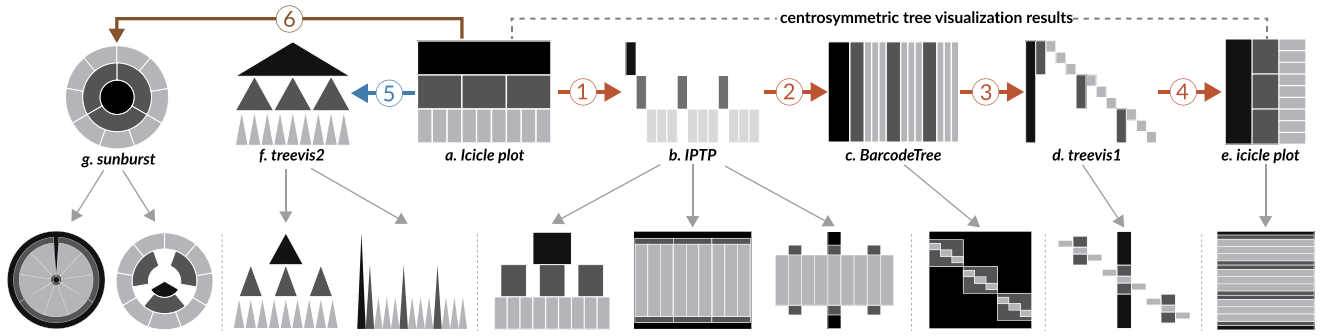 6
centrosymmetric tree visualization results
5
1
2
3
4
g. sunburst
f. treevis2
a. Icicle plot
b. IPTP
c. BarcodeTree
d. treevis1
e. icicle plot